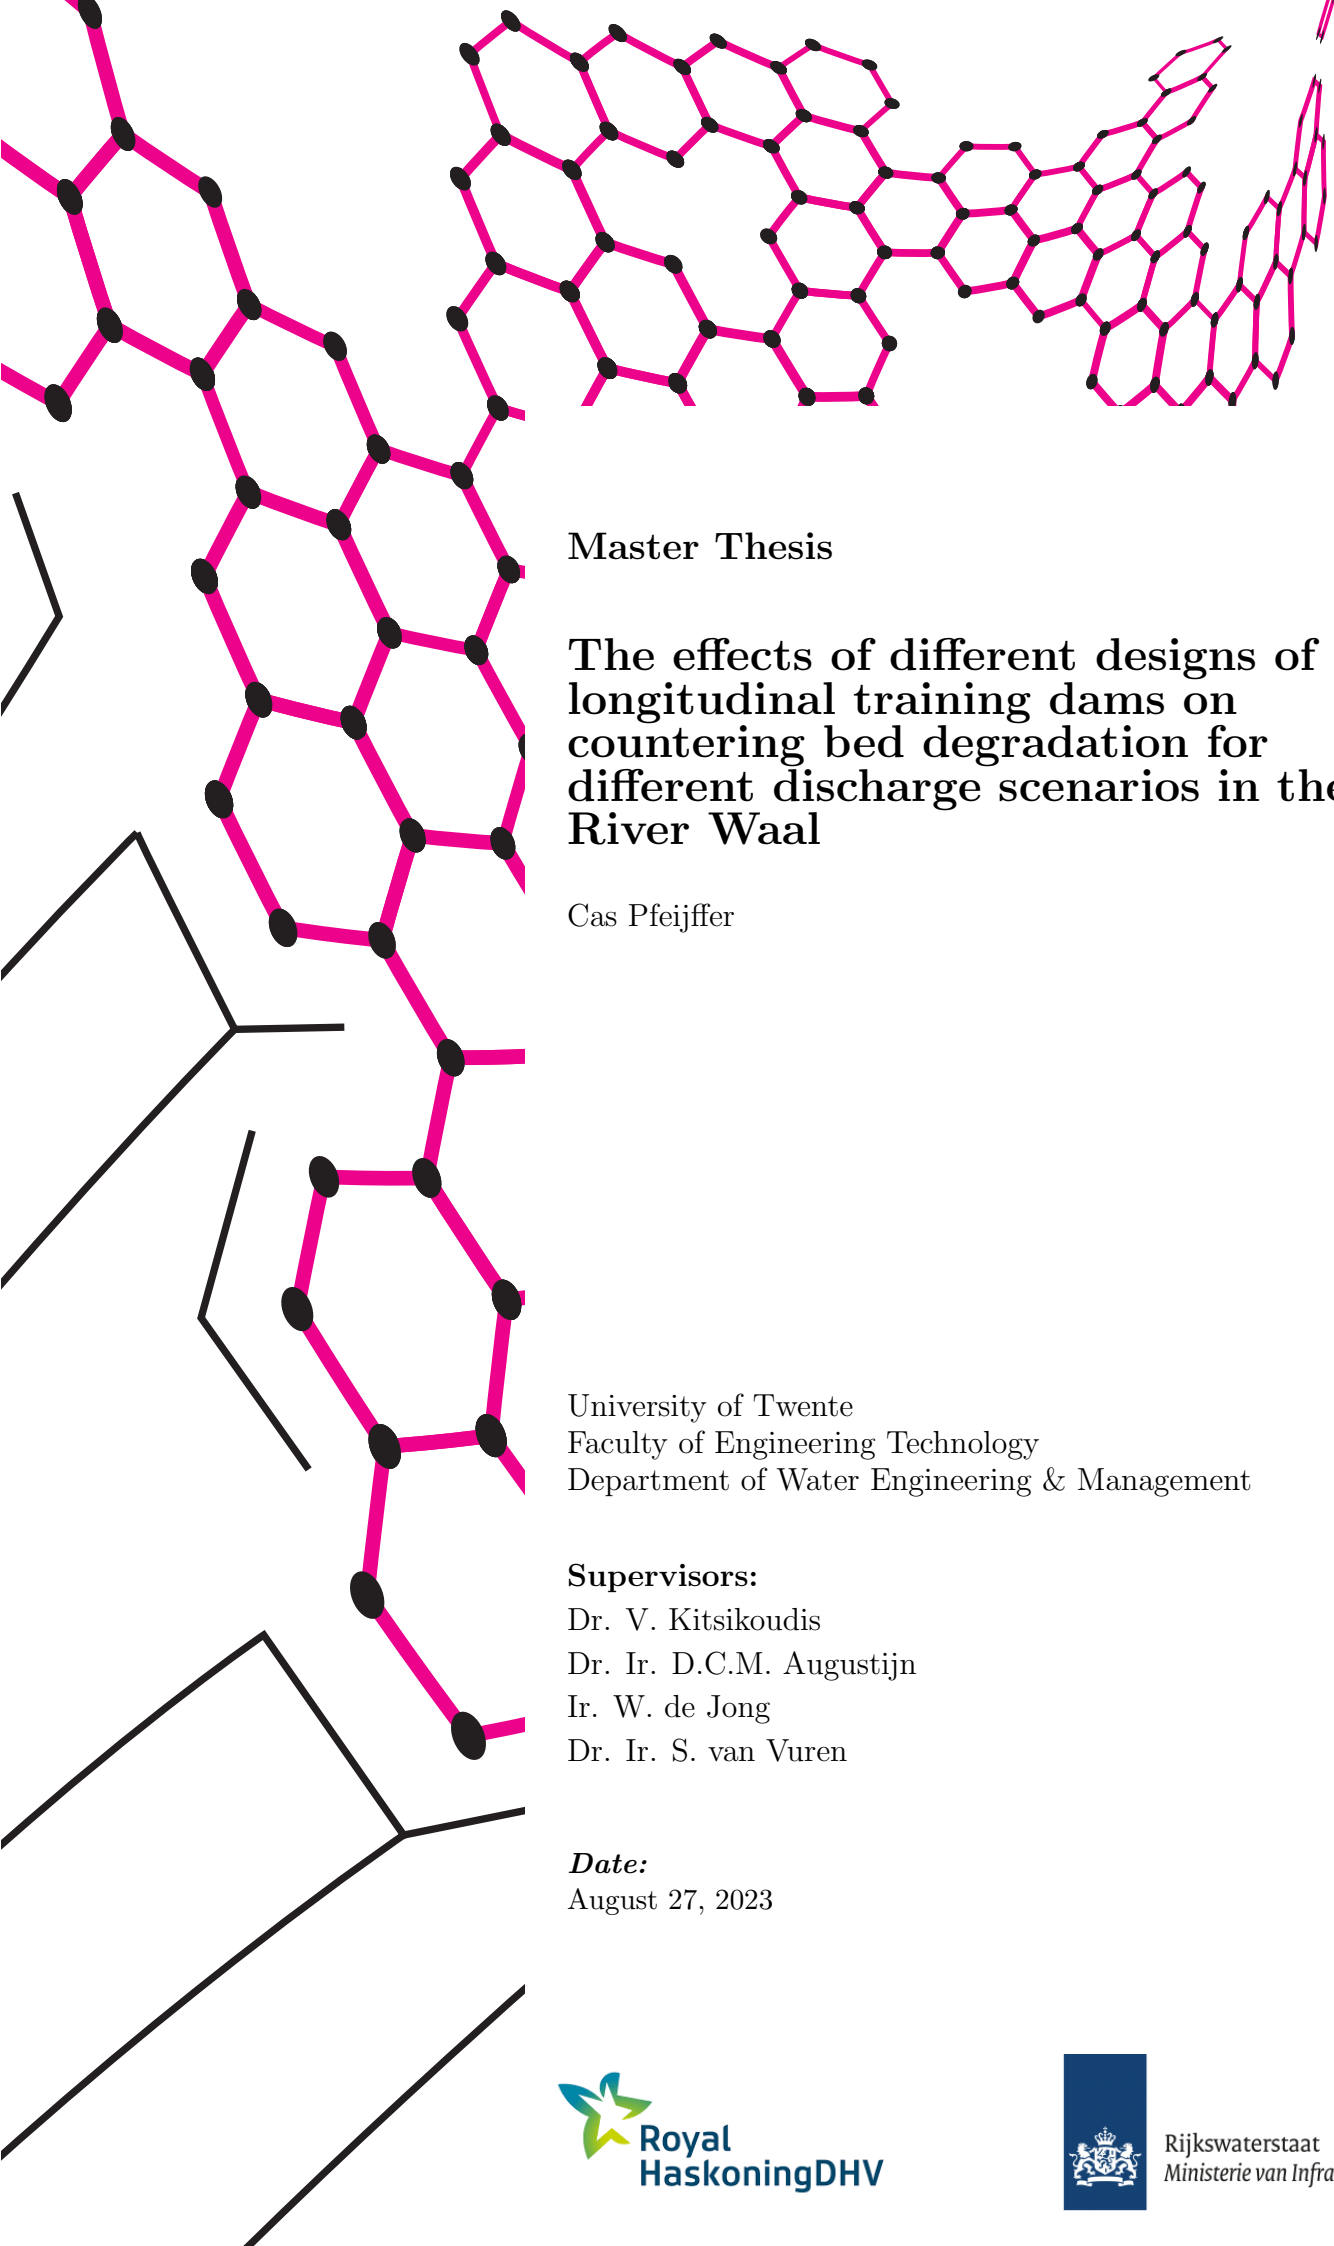 Master Thesis
The effects of different designs of
longitudinal training dams on
countering bed degradation for
different discharge scenarios in the
River Waal
Cas Pfeijffer
University of Twente
Faculty of Engineering Technology
Department of Water Engineering & Management
Supervisors:
Dr. V. Kitsikoudis
Dr. Ir. D.C.M. Augustijn
Ir. W. de Jong
Dr. Ir. S. van Vuren
Date:
August 27, 2023
Royal
HaskoningDHV
Rijkswaterstaat
Ministerie van Infra